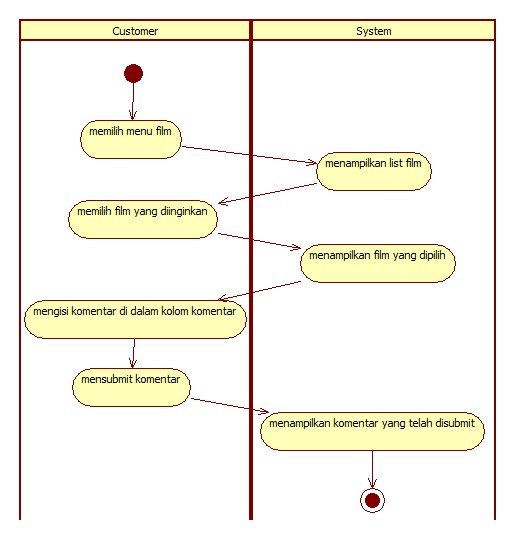 Customer
System
memilih menu film
menampilkan list film
memilih film yang diinginkan
menampilkan film yang dipilih
mengisi komentar di dalam kolom komentar
mensubmit komentar
menampilkan komentar yang telah disubmit